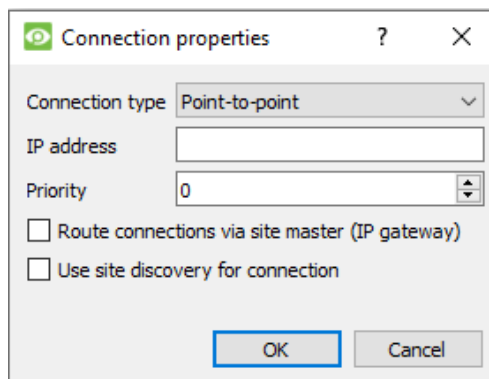 Connection properties ?
Connection type Point-to-point
IP address
Priority 0
Route connections via site master (IP gateway)
Use site discovery for connection
OK Cancel